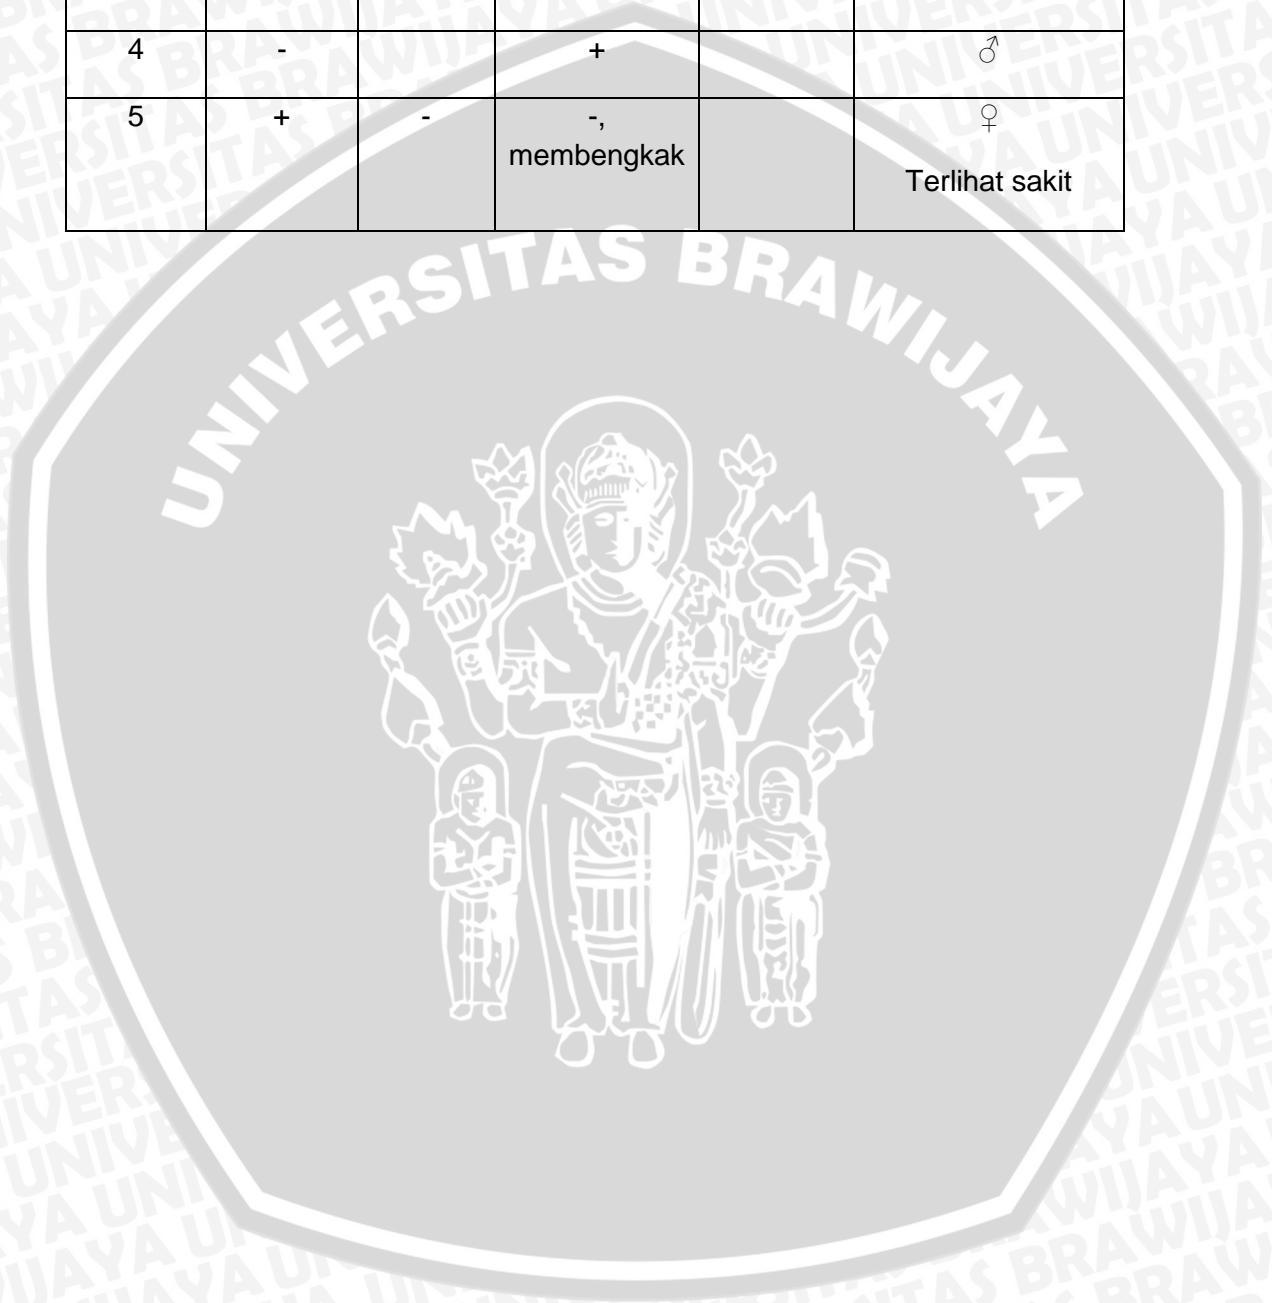 4 - + ♂
5 + - -, ♀
membengkak
Terlihat sakit
UNIVERSITAS BRAWIJAYA